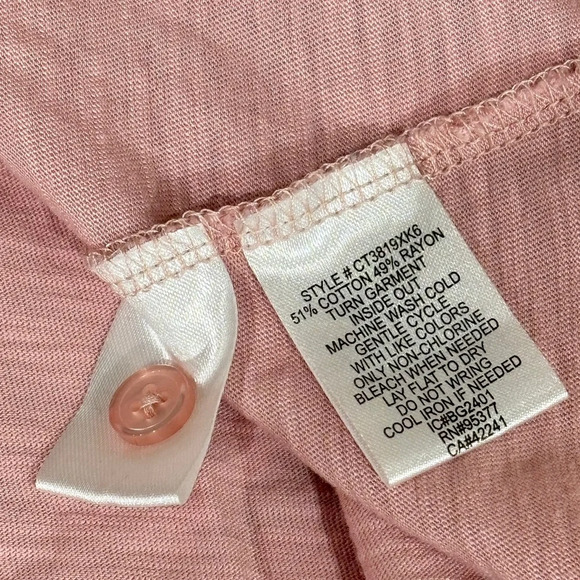 STYLE # CT3819XK6
51% COTTON 49% RAYON
TURN GARMENT
INSIDE OUT
MACHINE WASH COLD
GENTLE CYCLE
WITH LIKE COLORS
ONLY NON-CHLORINE
BLEACH WHEN NEEDED
LAY FLAT TO DRY
DO NOT WRING
COOL IRON IF NEEDED
IC#BG2401
RN#95377
CA#42241